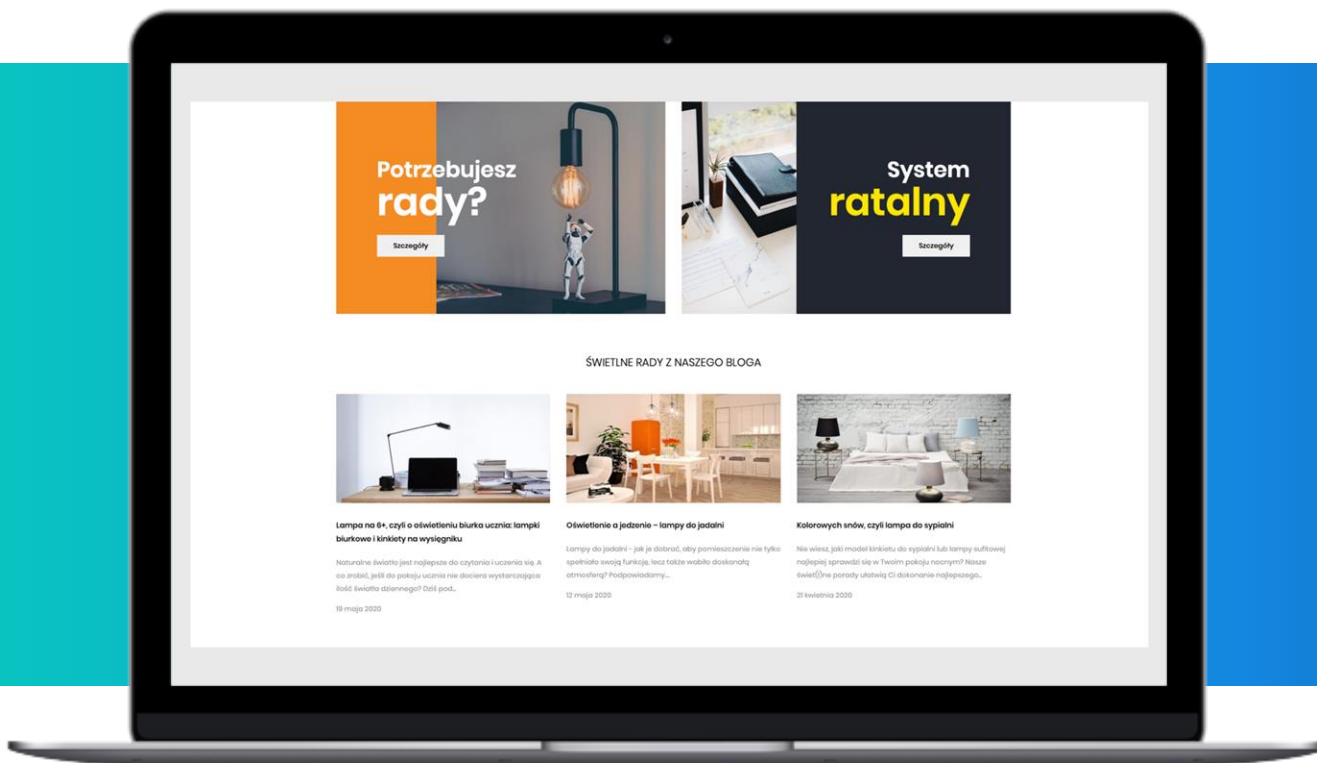 Potrzebujesz
rady?
Szczegóły
System
ratalny
Szczegóły
ŚWIETLNE RADY Z NASZEGO BLOGA
Lampa na 6+, czyli o oświetleniu biurka ucznia: lampki
biurkowe i kinkiety na wysięgniku
Naturalne światło jest najlepsze do czytania i uczenia się. A
co zrobić, jeśli do pokoju ucznia nie dociera wystarczająca
ilość światła dziennego? Dziś pod...
19 maja 2020
Oświetlenie a jedzenie – lampy do jadalni
Lampy do jadalni - jak je dobrać, aby pomieszczenie nie tylko
spełniało swoją funkcję, lecz także wabiło doskonałą
atmosferą? Podpowiadamy...
12 maja 2020
Kolorowych snów, czyli lampa do sypialni
Nie wiesz, jaki model kinkietu do sypialni lub lampy sufitowej
najlepiej sprawdzi się w Twoim pokoju nocnym? Nasze
świet(l)ne porady ułatwią Ci dokonanie najlepszego...
21 kwietnia 2020